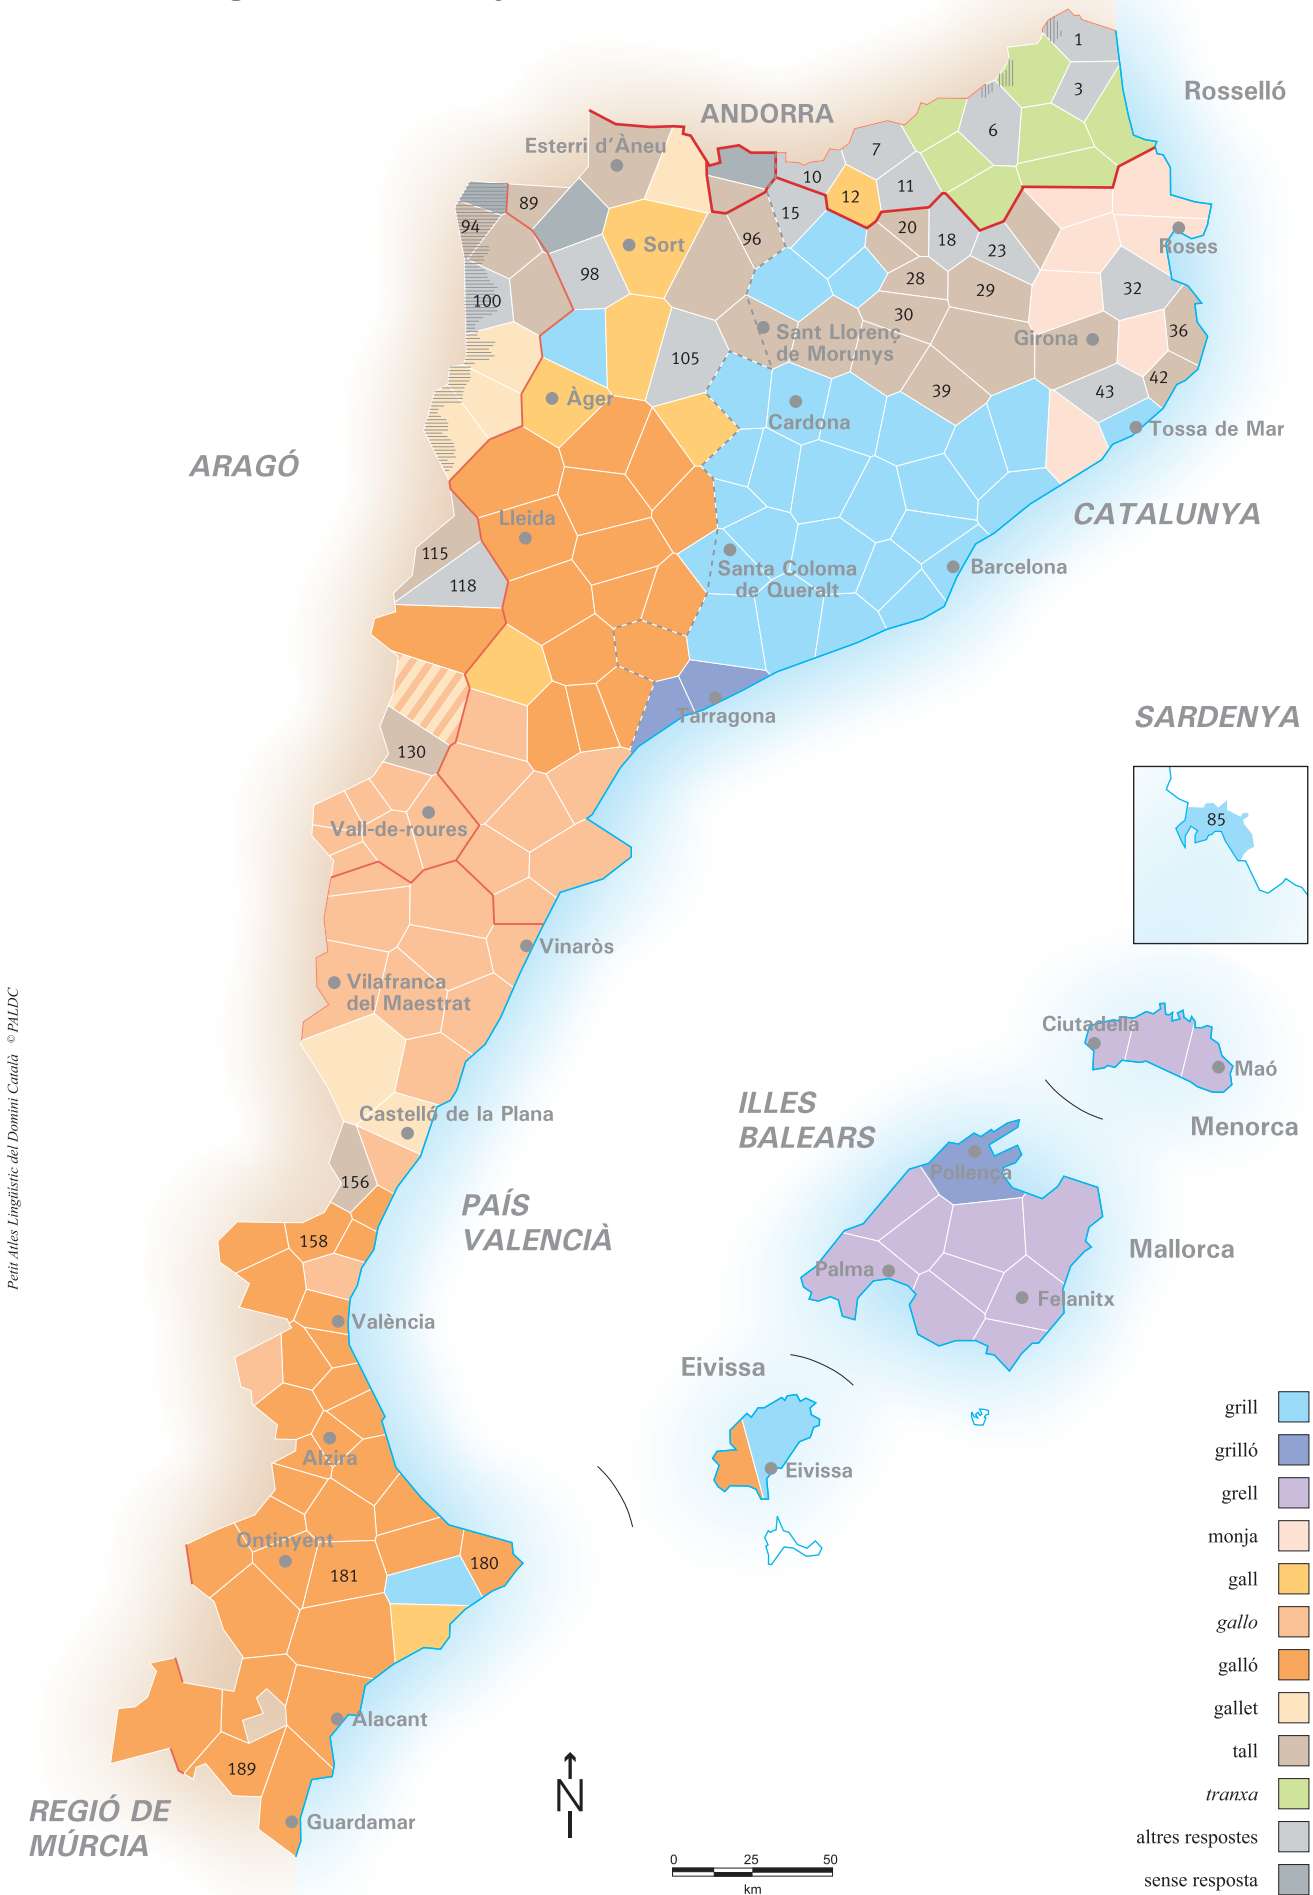 1
Rosselló
3
ANDORRA
6
Esterri d'Àneu
7
10
11
12
89
15
94
20
96
18
23
Sort
Roses
98
28
29
32
100
30
Sant Llorenç
de Morunys
Girona
36
105
42
39
43
Àger
Cardona
Tossa de Mar
ARAGÓ
CATALUNYA
Lleida
115
Santa Coloma
de Queralt
Barcelona
118
Tarragona
SARDENYA
130
85
Vall-de-roures
Vinaròs
Vilafranca
del Maestrat
Ciutadella
Maó
ILLES
BALEARS
Menorca
Castelló de la Plana
Pollença
156
PAÍS
VALENCIÀ
158
Mallorca
Palma
Felanitx
València
Eivissa
Alzira
Eivissa
Ontinyent
180
181
Alacant
189
REGIÓ DE
MÚRCIA
Guardamar
N
0 25 50
km
grill
grilló
grell
monja
gall
gallo
galló
gallet
tall
tranxa
altres respostes
sense resposta
Petit Atles Lingüístic del Domini Català © PALDC